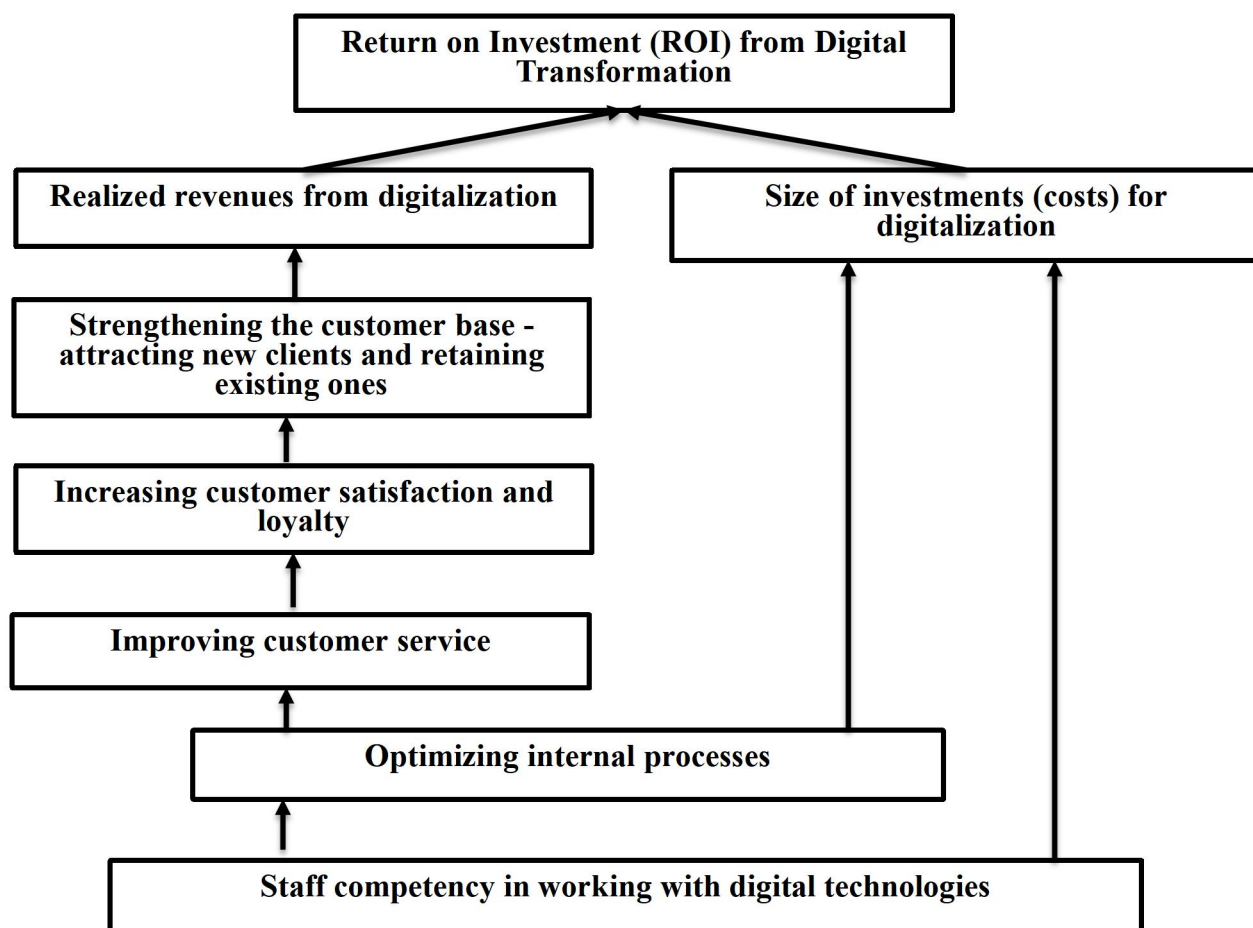 Return on Investment (ROI) from Digital
Transformation
Realized revenues from digitalization
Size of investments (costs) for
digitalization
Strengthening the customer base -
attracting new clients and retaining
existing ones
Increasing customer satisfaction and
loyalty
Improving customer service
Optimizing internal processes
Staff competency in working with digital technologies